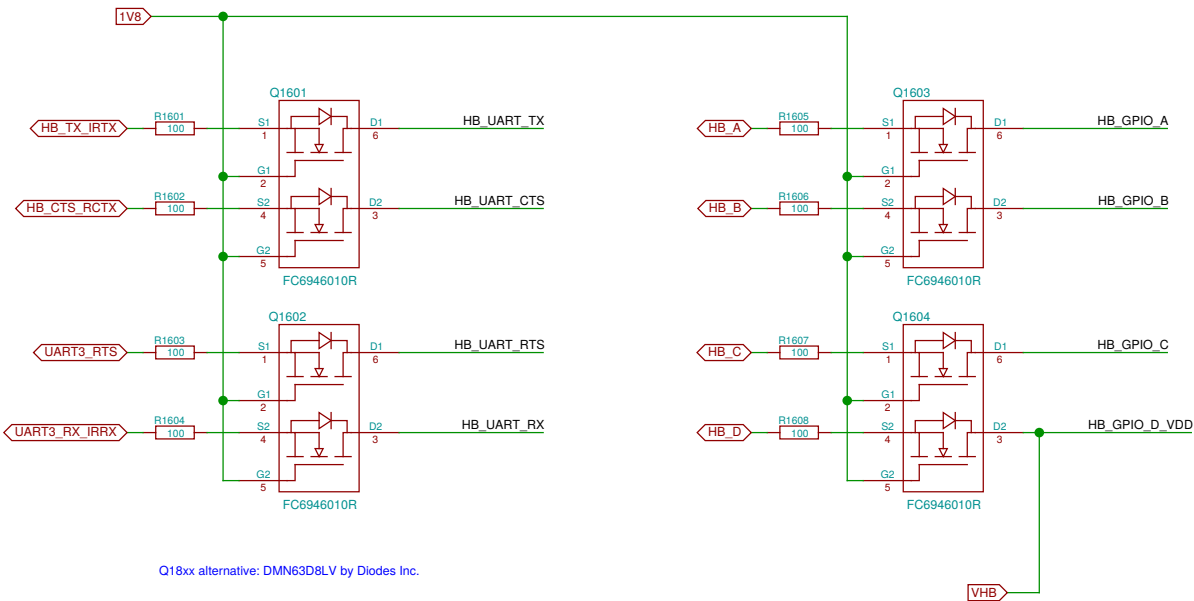 1V8
Q1601
HB_TX_IRTX
R1601
100
S1
1
D1
6
HB_UART_TX
G1
2
HB_CTS_RCTX
R1602
100
S2
4
D2
3
HB_UART_CTS
G2
5
FC6946010R
Q1602
UART3_RTS
R1603
100
S1
1
D1
6
HB_UART_RTS
G1
2
UART3_RX_IRRX
R1604
100
S2
4
D2
3
HB_UART_RX
G2
5
FC6946010R
Q1603
HB_A
R1605
100
S1
1
D1
6
HB_GPIO_A
G1
2
HB_B
R1606
100
S2
4
D2
3
HB_GPIO_B
G2
5
FC6946010R
Q1604
HB_C
R1607
100
S1
1
D1
6
HB_GPIO_C
G1
2
HB_D
R1608
100
S2
4
D2
3
HB_GPIO_D_VDD
G2
5
FC6946010R
Q18xx alternative: DMN63D8LV by Diodes Inc.
VHB